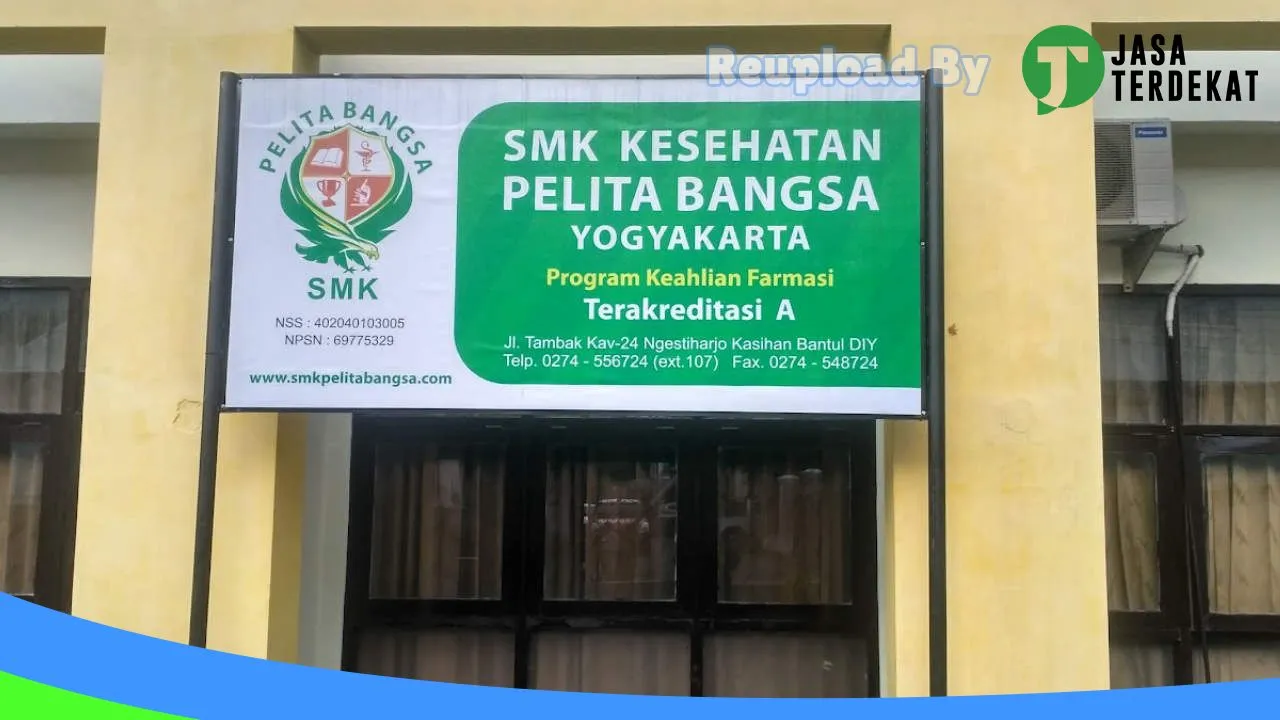 Reupload By
JASA
TERDEKAT
PELITA BANGSA
SMK
NSS : 402040103005
NPSN : 69775329
www.smkpelitabangsa.com
SMK KESEHATAN
PELITA BANGSA
YOGYAKARTA
Program Keahlian Farmasi
Terakreditasi A
Jl. Tambak Kav-24 Ngestiharjo Kasihan Bantul DIY
Telp. 0274 - 556724 (ext.107) Fax. 0274 - 548724
Panasonic